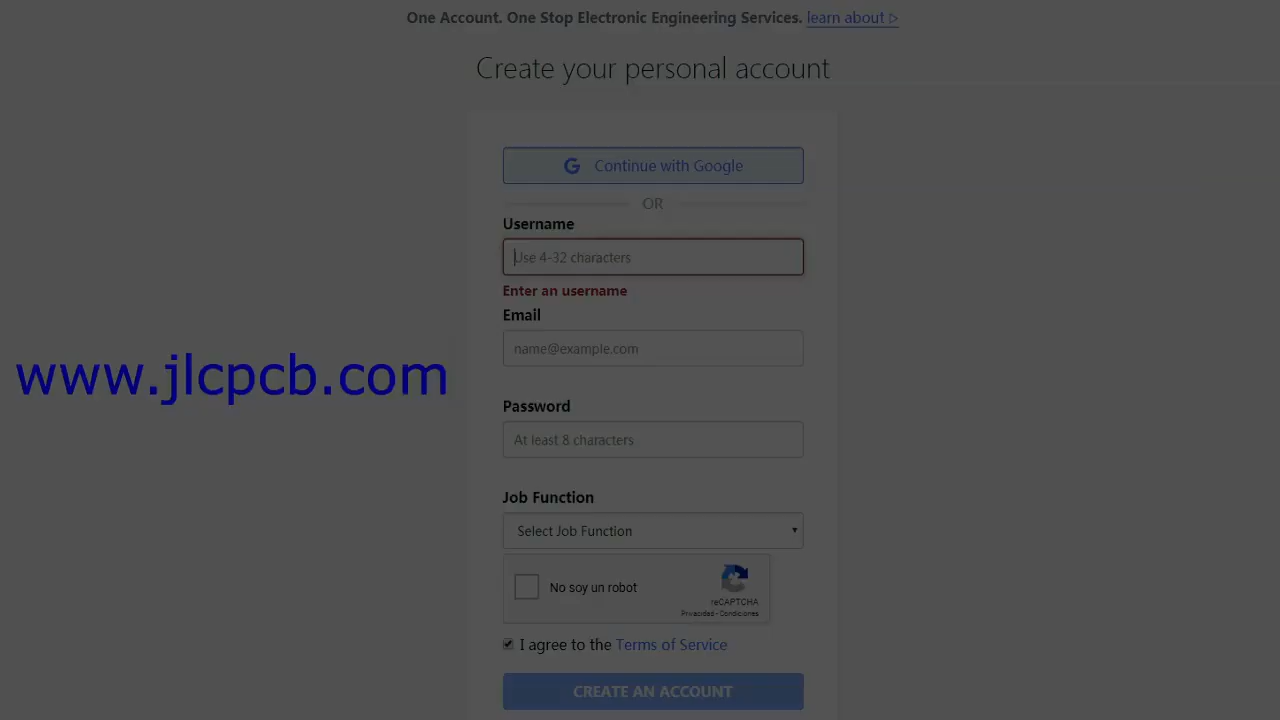 One Account. One Stop Electronic Engineering Services. learn about ▷
Create your personal account
G Continue with Google
OR
Username
Use 4-32 characters
Enter an username
Email
name@example.com
www.jlcpcb.com
Password
At least 8 characters
Job Function
Select Job Function
No soy un robot
reCAPTCHA
Privacidad - Condiciones
I agree to the Terms of Service
CREATE AN ACCOUNT